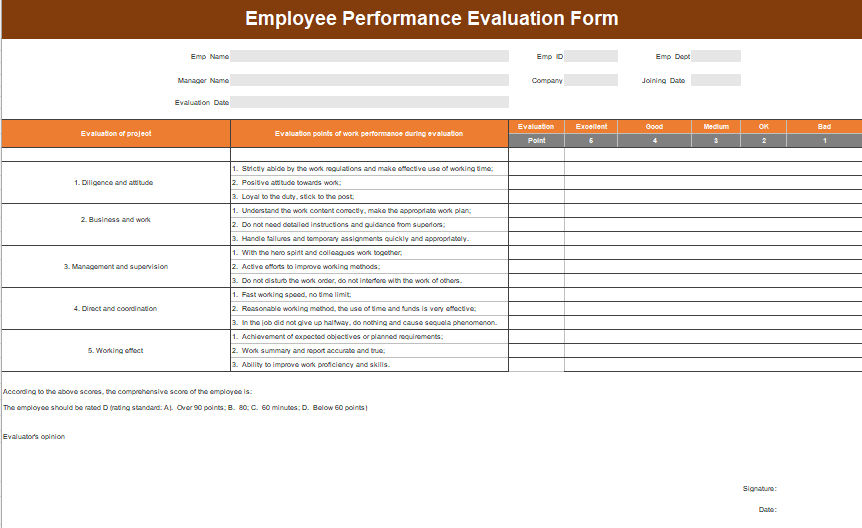 Employee Performance Evaluation Form
Emp Name Emp ID Emp Dept
Manager Name Company Joining Date
Evaluation Date
Evaluation of project Evaluation points of work performance during evaluation Evaluation Excellent Good Medium OK Bad
Point 5 4 3 2 1
1. Diligence and attitude
1. Strictly abide by the work regulations and make effective use of working time;
2. Positive attitude towards work;
3. Loyal to the duty, stick to the post;
2. Business and work
1. Understand the work content correctly, make the appropriate work plan;
2. Do not need detailed instructions and guidance from superiors;
3. Handle failures and temporary assignments quickly and appropriately.
3. Management and supervision
1. With the hero spirit and colleagues work together;
2. Active efforts to improve working methods;
3. Do not disturb the work order, do not interfere with the work of others.
4. Direct and coordination
1. Fast working speed, no time limit;
2. Reasonable working method, the use of time and funds is very effective;
3. In the job did not give up halfway, do nothing and cause sequela phenomenon.
5. Working effect
1. Achievement of expected objectives or planned requirements;
2. Work summary and report accurate and true;
3. Ability to improve work proficiency and skills.
According to the above scores, the comprehensive score of the employee is:
The employee should be rated D (rating standard: A). Over 90 points; B. 80; C. 60 minutes; D. Below 60 points)
Evaluator's opinion
Signature:
Date: